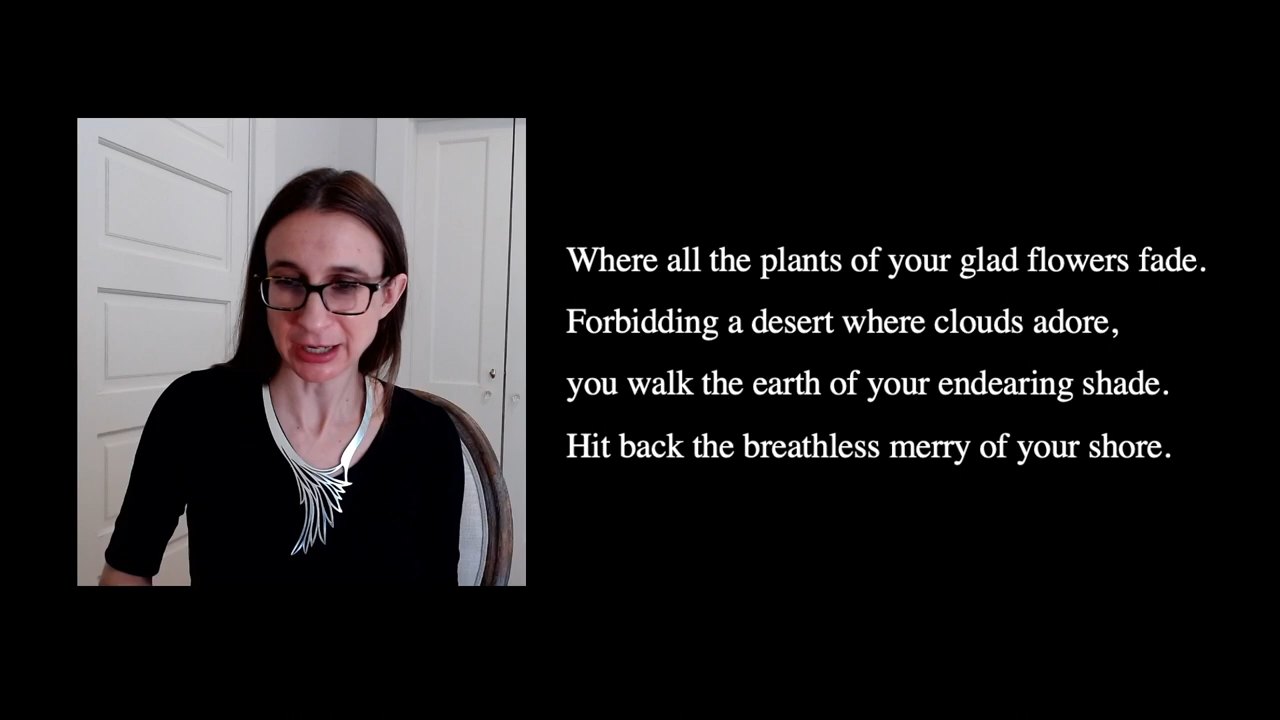 Where all the plants of your glad flowers fade.
Forbidding a desert where clouds adore,
you walk the earth of your endearing shade.
Hit back the breathless merry of your shore.